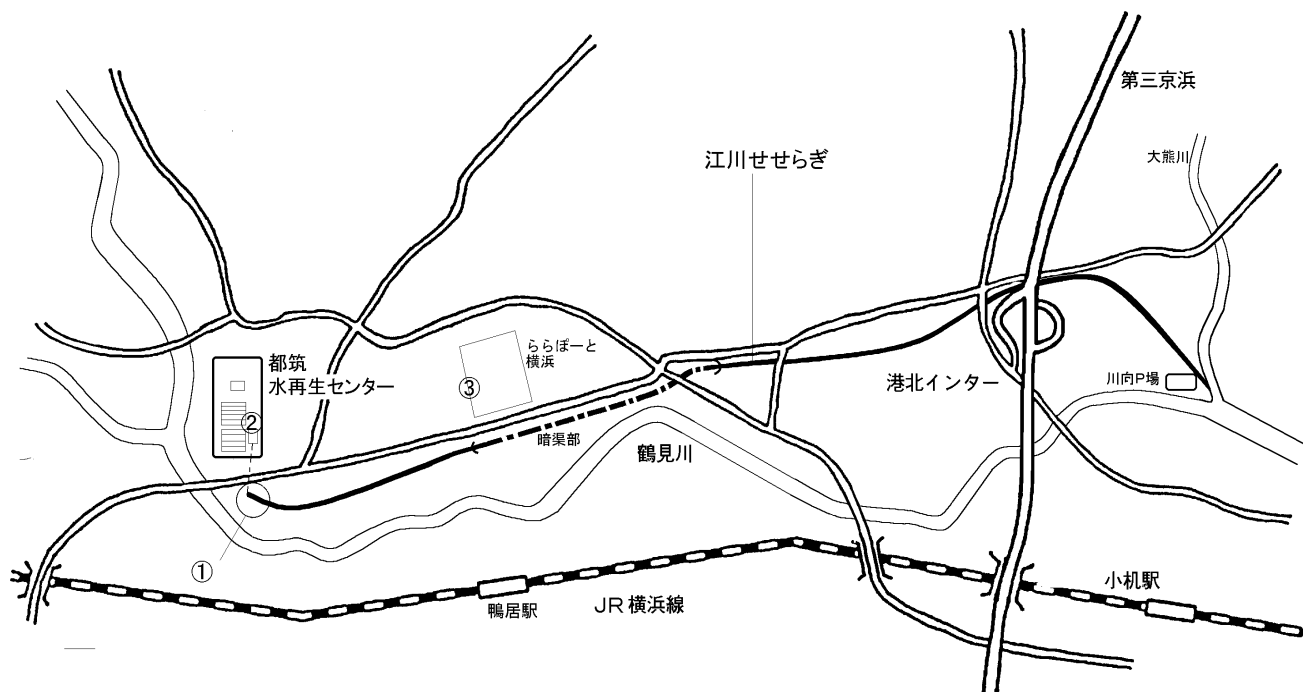 第三京浜
大熊川
江川せせらぎ
ららぽーと
横浜
都筑
水再生センター
③
②
港北インター
川向P場
暗渠部
鶴見川
①
小机駅
鴨居駅
JR横浜線